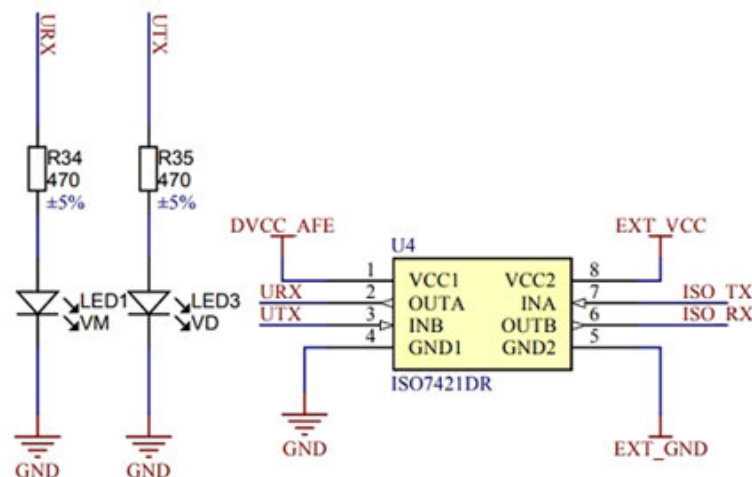 URX
UTX
R34
470
±5%
R35
470
±5%
LED1
VM
LED3
VD
GND
GND
DVCC_AFE
U4
EXT_VCC
1
VCC1
VCC2
8
URX
2
OUTA
INA
7
ISO_TX
UTX
3
INB
OUTB
6
ISO_RX
4
GND1
GND2
5
ISO7421DR
GND
EXT_GND